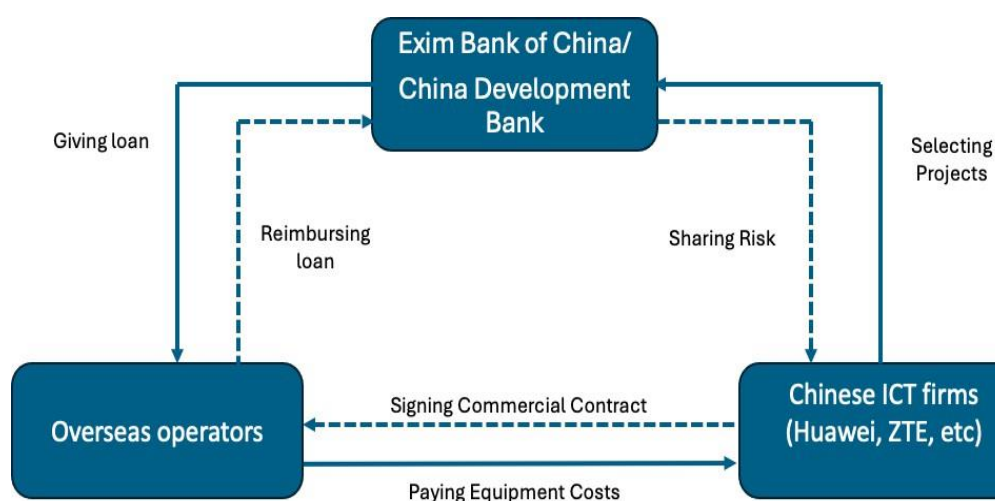 Exim Bank of China/
China Development
Bank
Giving loan
Selecting
Projects
Reimbursing
loan
Sharing Risk
Overseas operators
Signing Commercial Contract
Chinese ICT firms
(Huawei, ZTE, etc)
Paying Equipment Costs